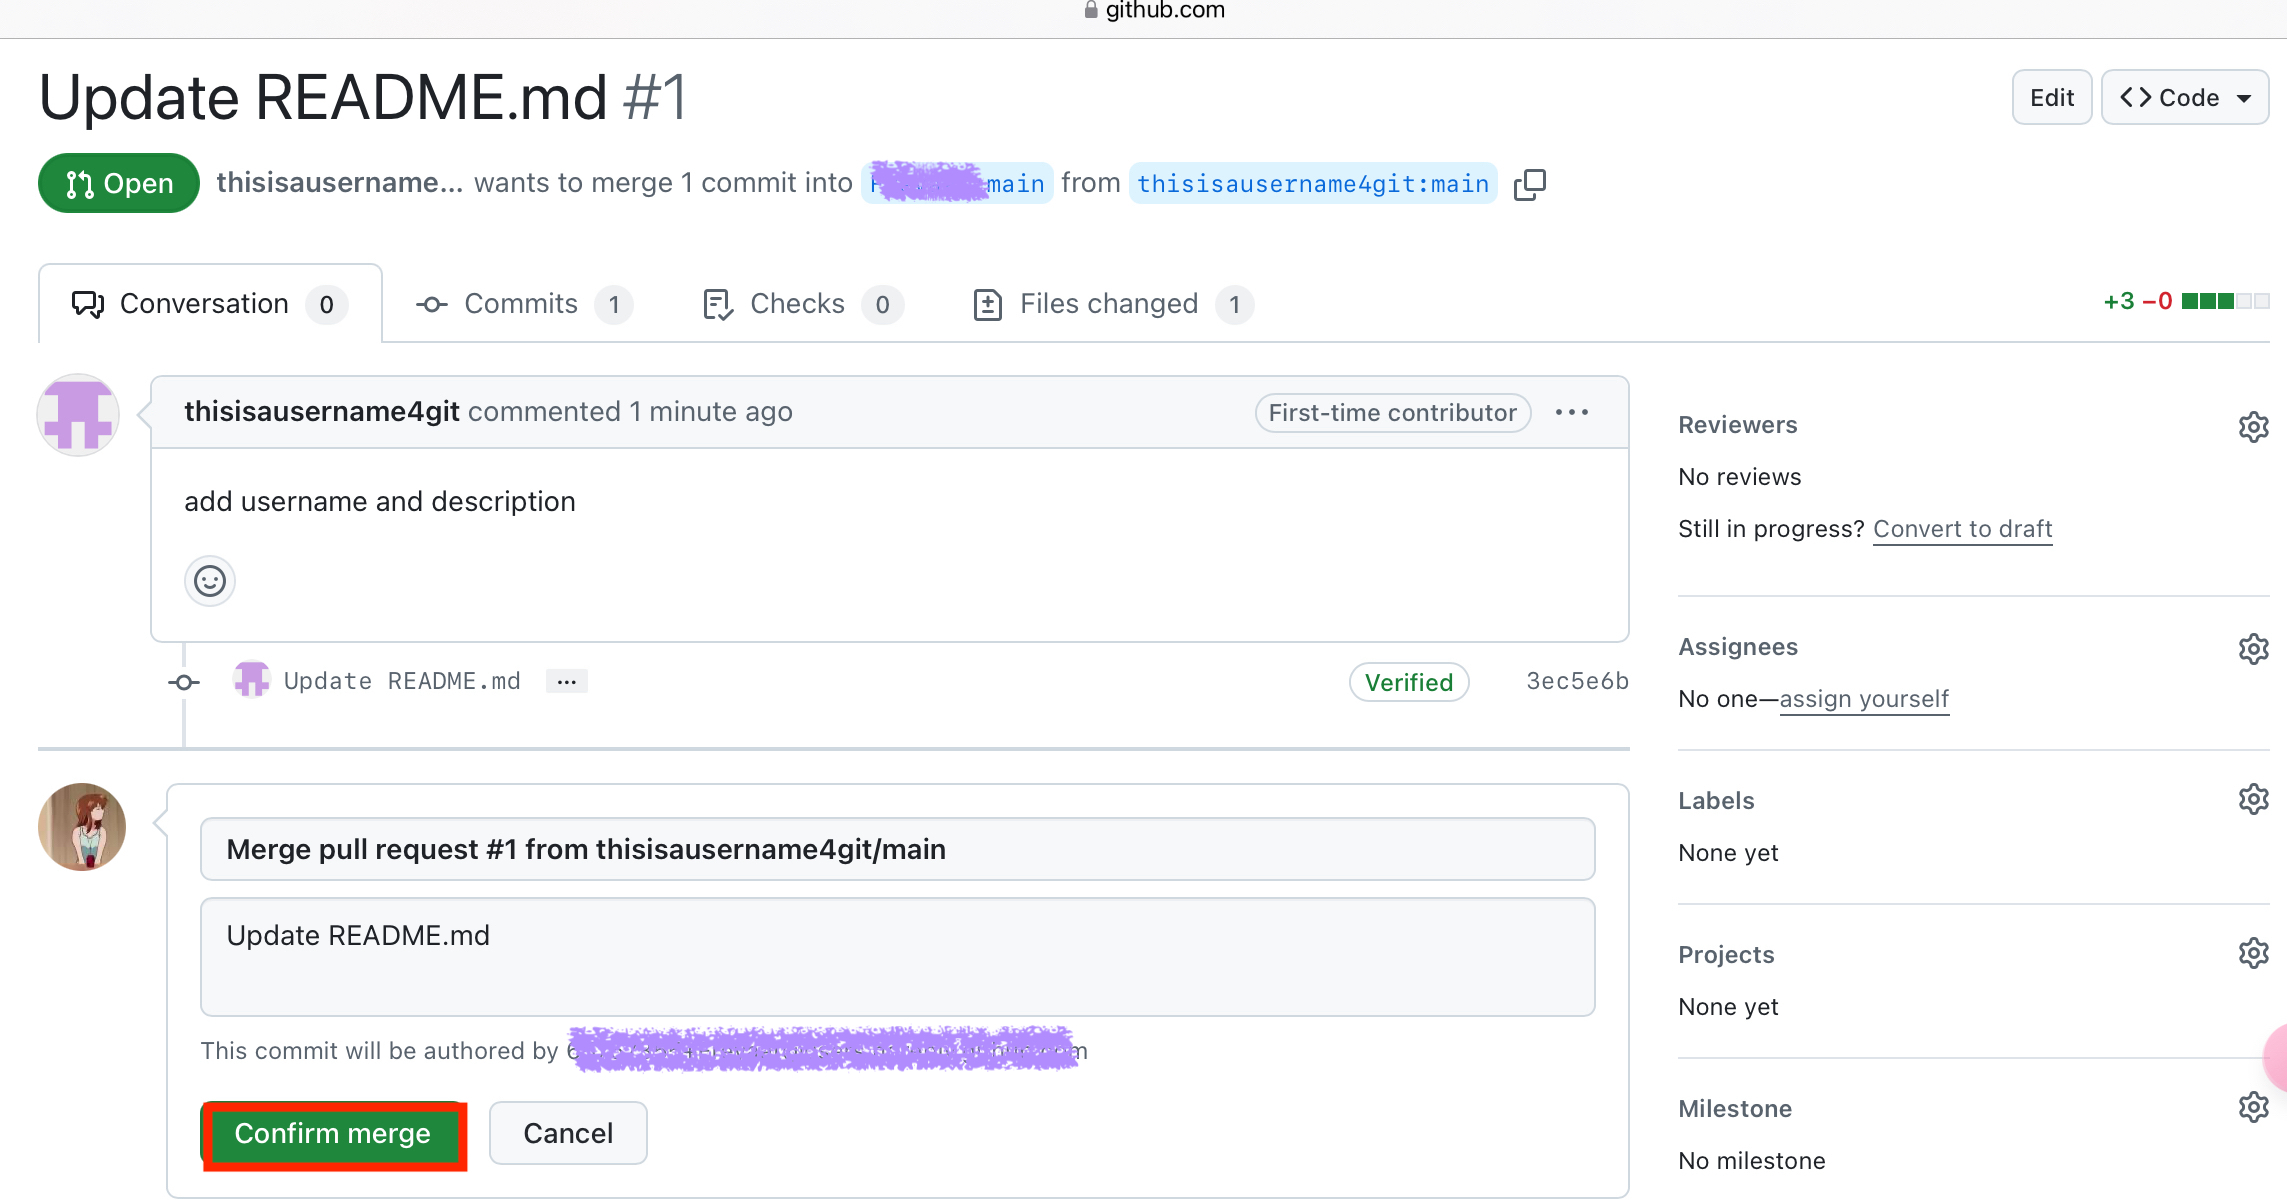 github.com
Update README.md #1
Edit
Code
Open
thisisausername... wants to merge 1 commit into main from thisisausername4git:main
Conversation 0
Commits 1
Checks 0
Files changed 1
+3 −0
thisisausername4git commented 1 minute ago
First-time contributor
add username and description
Update README.md ...
Verified
3ec5e6b
Merge pull request #1 from thisisausername4git/main
Update README.md
This commit will be authored by
Confirm merge
Cancel
Reviewers
No reviews
Still in progress? Convert to draft
Assignees
No one—assign yourself
Labels
None yet
Projects
None yet
Milestone
No milestone